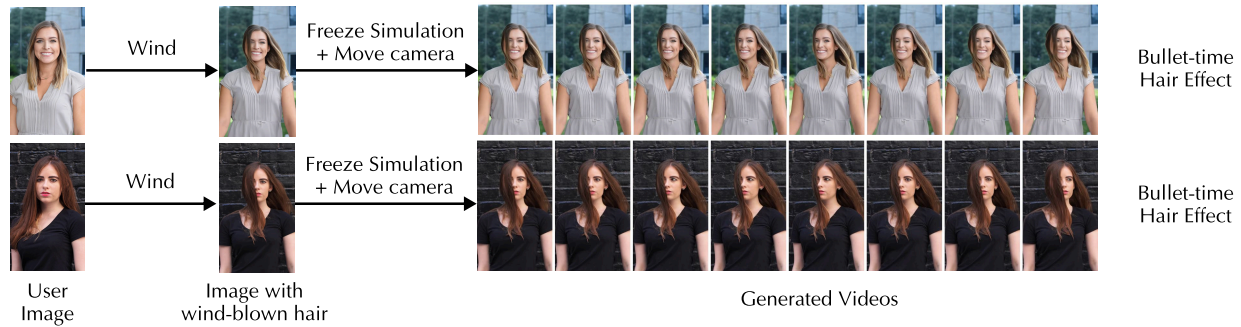 Wind
Freeze Simulation
+ Move camera
Bullet-time
Hair Effect
Wind
Freeze Simulation
+ Move camera
Bullet-time
Hair Effect
User
Image
Image with
wind-blown hair
Generated Videos